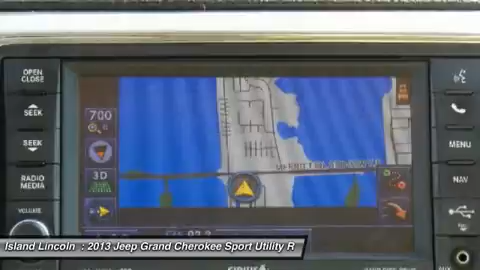 OPEN
CLOSE
SEEK
SEEK
RADIO
MEDIA
VOLUME
700
3D
MENU
NAV
Island Lincoln : 2013 Jeep Grand Cherokee Sport Utility R